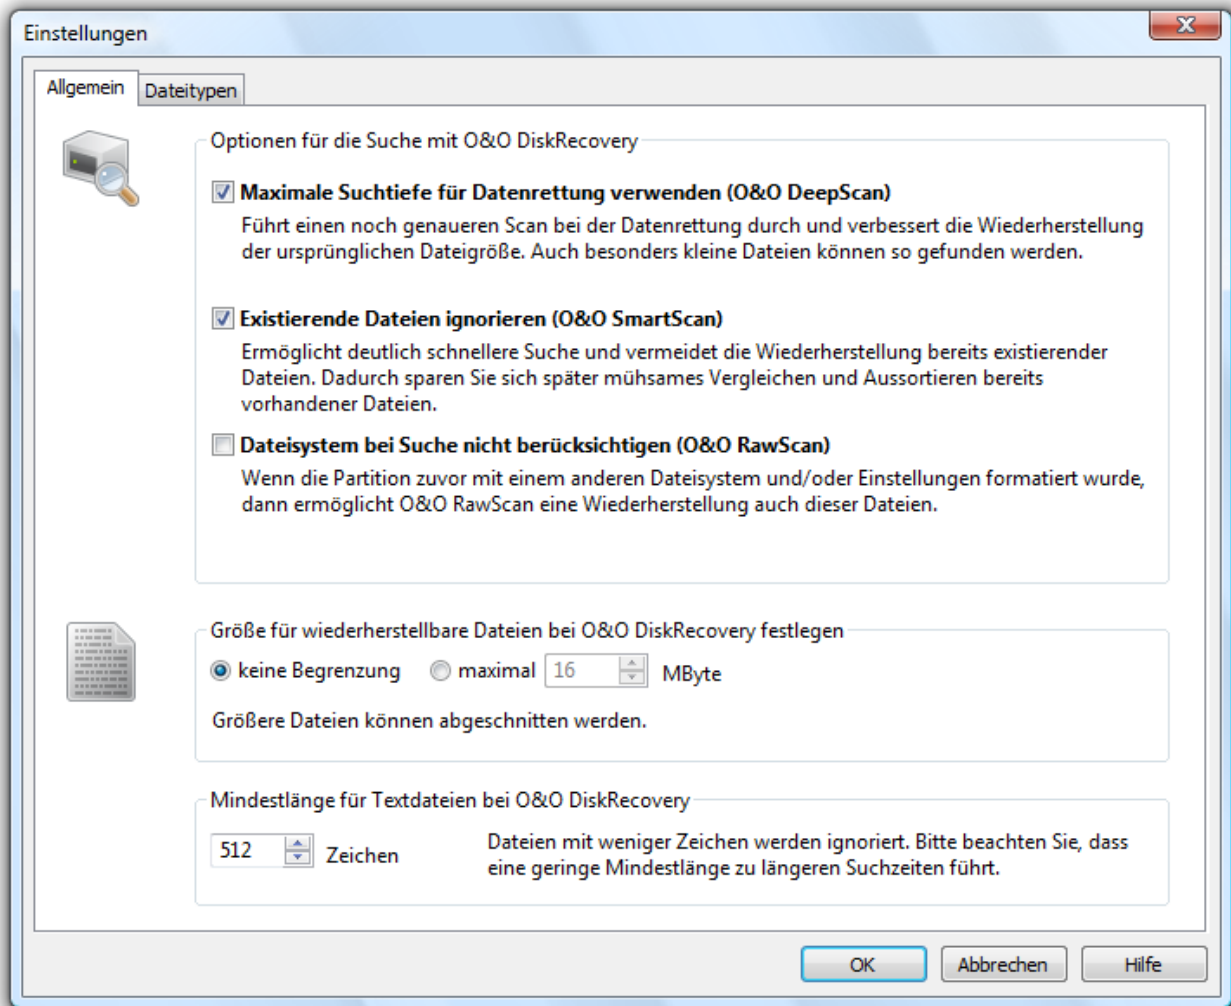 Einstellungen
Allgemein
Dateitypen
Optionen für die Suche mit O&O DiskRecovery
Maximale Suchtiefe für Datenrettung verwenden (O&O DeepScan)
Führt einen noch genaueren Scan bei der Datenrettung durch und verbessert die Wiederherstellung
der ursprünglichen Dateigröße. Auch besonders kleine Dateien können so gefunden werden.
Existierende Dateien ignorieren (O&O SmartScan)
Ermöglicht deutlich schnellere Suche und vermeidet die Wiederherstellung bereits existierender
Dateien. Dadurch sparen Sie sich später mühsames Vergleichen und Aussortieren bereits
vorhandener Dateien.
Dateisystem bei Suche nicht berücksichtigen (O&O RawScan)
Wenn die Partition zuvor mit einem anderen Dateisystem und/oder Einstellungen formatiert wurde,
dann ermöglicht O&O RawScan eine Wiederherstellung auch dieser Dateien.
Größe für wiederherstellbare Dateien bei O&O DiskRecovery festlegen
keine Begrenzung maximal 16 MByte
Größere Dateien können abgeschnitten werden.
Mindestlänge für Textdateien bei O&O DiskRecovery
512 Zeichen
Dateien mit weniger Zeichen werden ignoriert. Bitte beachten Sie, dass
eine geringe Mindestlänge zu längeren Suchzeiten führt.
OK Abbrechen Hilfe